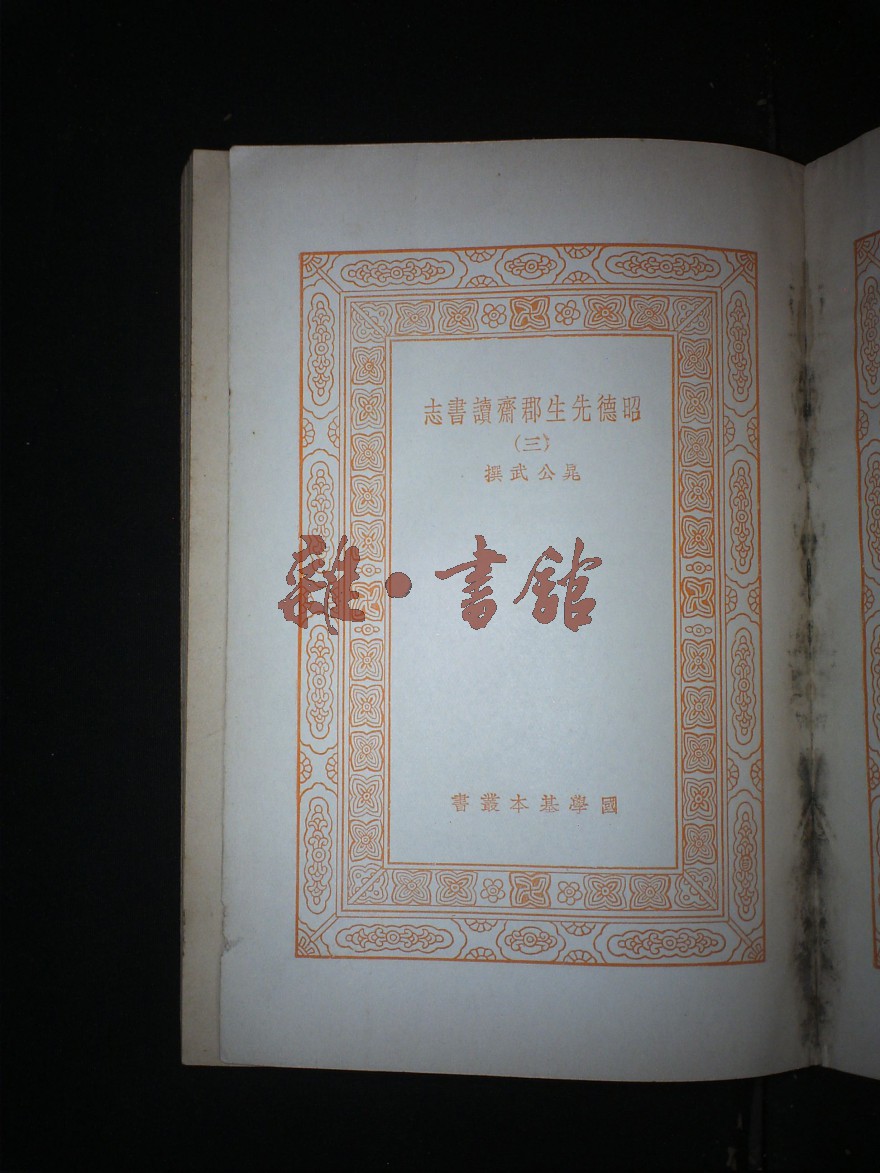 昭德先生郡齋讀書志
(三)
晁公武撰
雜·書館
國學基本叢書